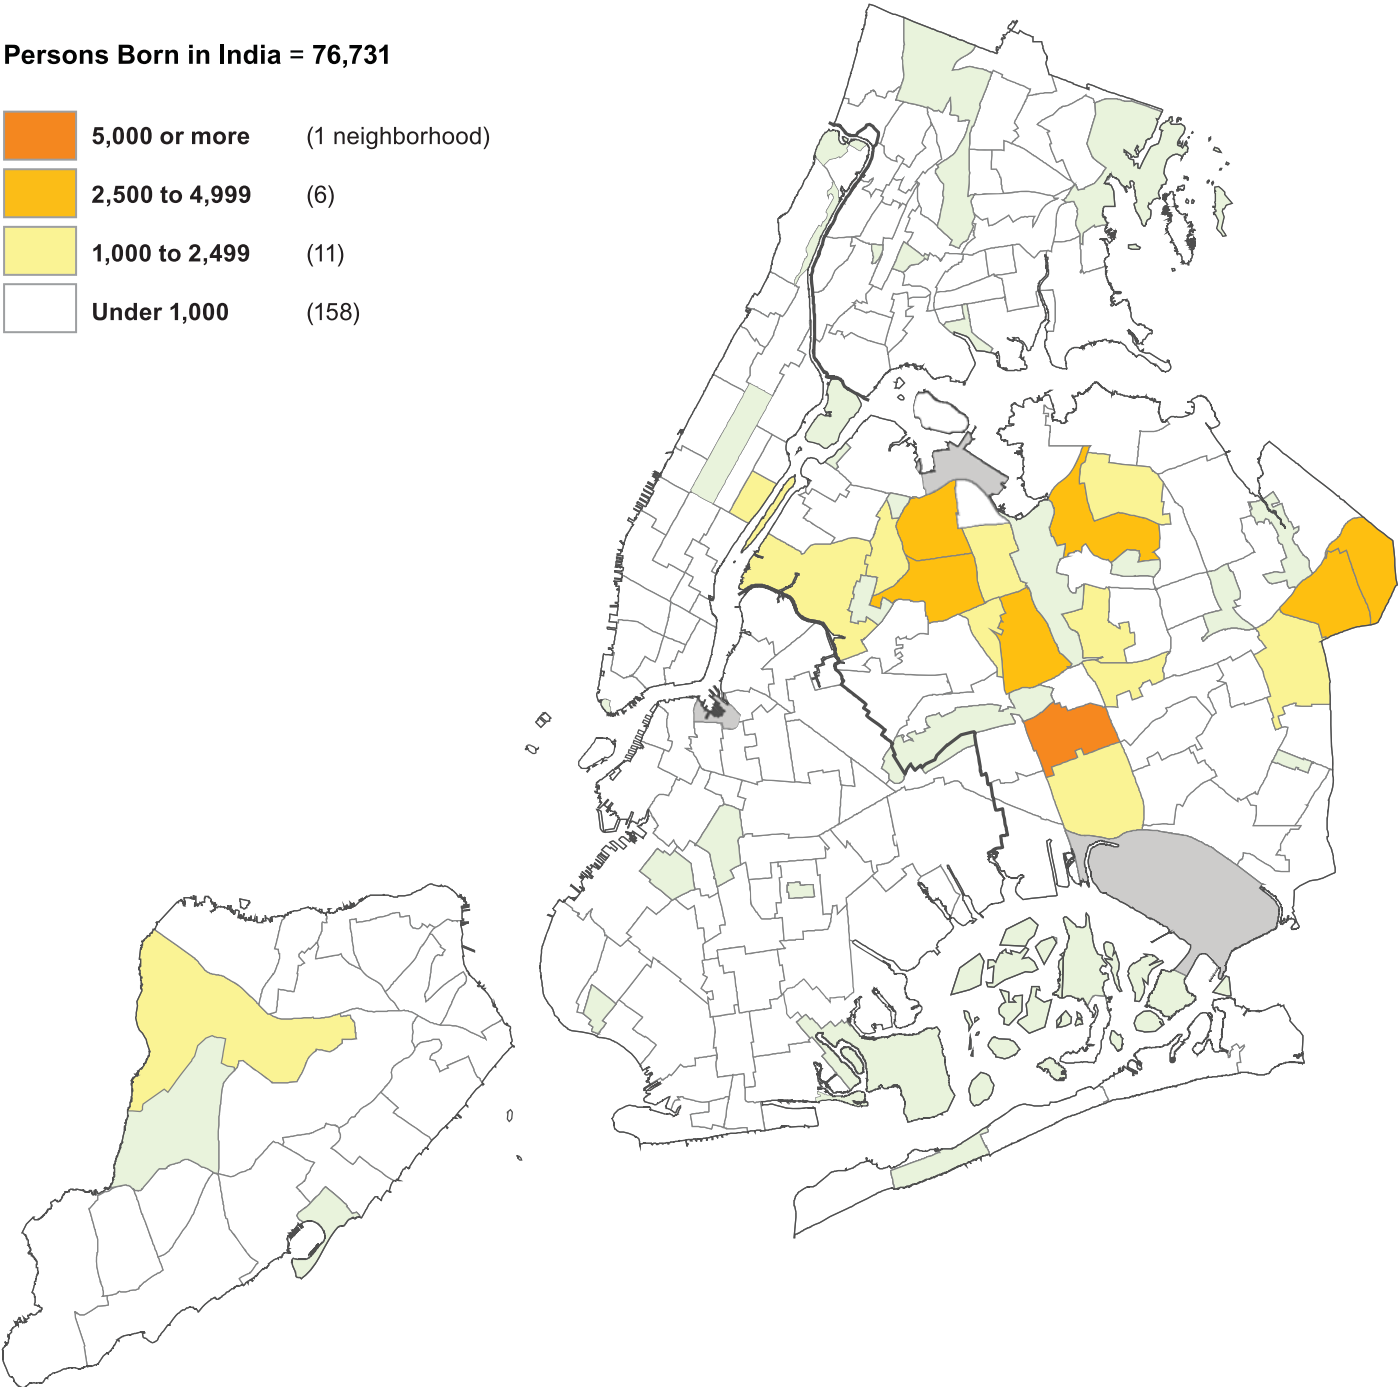 Persons Born in India = 76,731
5,000 or more (1 neighborhood)
2,500 to 4,999 (6)
1,000 to 2,499 (11)
Under 1,000 (158)